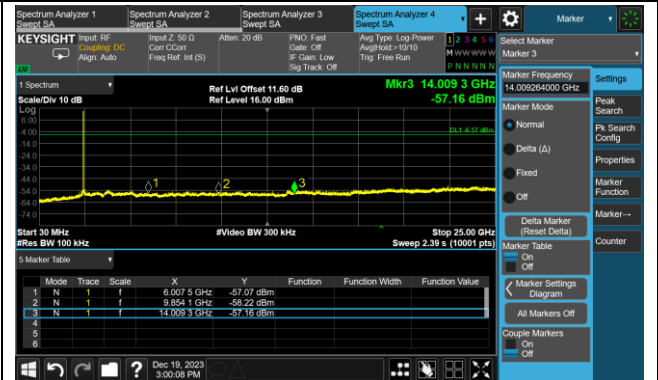 Spectrum Analyzer 1
Swept SA
Spectrum Analyzer 2
Swept SA
Spectrum Analyzer 3
Swept SA
Spectrum Analyzer 4
Swept SA
+
Marker
KEYSIGHT
Input: RF
Coupling: DC
Align: Auto
Input Z: 50 Ω
Corr CCorr
Freq Ref: Int (S)
Atten: 20 dB
PNO: Fast
Gate: Off
IF Gain: Low
Sig Track: Off
Avg Type: Log-Power
Avg|Hold:>10/10
Trig: Free Run
1 2 3 4 5 6
M W W W W W
P N N N N N
Select Marker
Marker 3
1 Spectrum
Scale/Div 10 dB
Ref Lvl Offset 11.60 dB
Ref Level 16.00 dBm
Mkr3 14.009 3 GHz
-57.16 dBm
Log
6.00
-4.00
-14.0
-24.0
-34.0
-44.0
-54.0
-64.0
-74.0
DL1 -6.57 dBm
1
2
3
Start 30 MHz
#Res BW 100 kHz
#Video BW 300 kHz
Stop 25.00 GHz
Sweep 2.39 s (10001 pts)
5 Marker Table
Mode Trace Scale X Y Function Function Width Function Value
1 N 1 f 6.007 5 GHz -57.07 dBm
2 N 1 f 9.854 1 GHz -58.22 dBm
3 N 1 f 14.009 3 GHz -57.16 dBm
4
5
6
Marker Frequency
14.009264000 GHz
Marker Mode
Normal
Delta (Δ)
Fixed
Off
Delta Marker
(Reset Delta)
Marker Table
On
Off
Marker Settings
Diagram
All Markers Off
Couple Markers
On
Off
Settings
Peak
Search
Pk Search
Config
Properties
Marker
Function
Marker→
Counter
?
Dec 19, 2023
3:00:08 PM